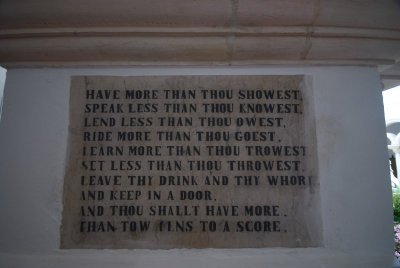 HAVE MORE THAN THOU SHOWEST,
SPEAK LESS THAN THOU KNOWEST,
LEND LESS THAN THOU OWEST,
RIDE MORE THAN THOU GOEST,
LEARN MORE THAN THOU TROWEST
SET LESS THAN THOU THROWEST,
LEAVE THY DRINK AND THY WHORE
AND KEEP IN A DOOR,
AND THOU SHALLT HAVE MORE,
THAN TOW TENS TO A SCORE.